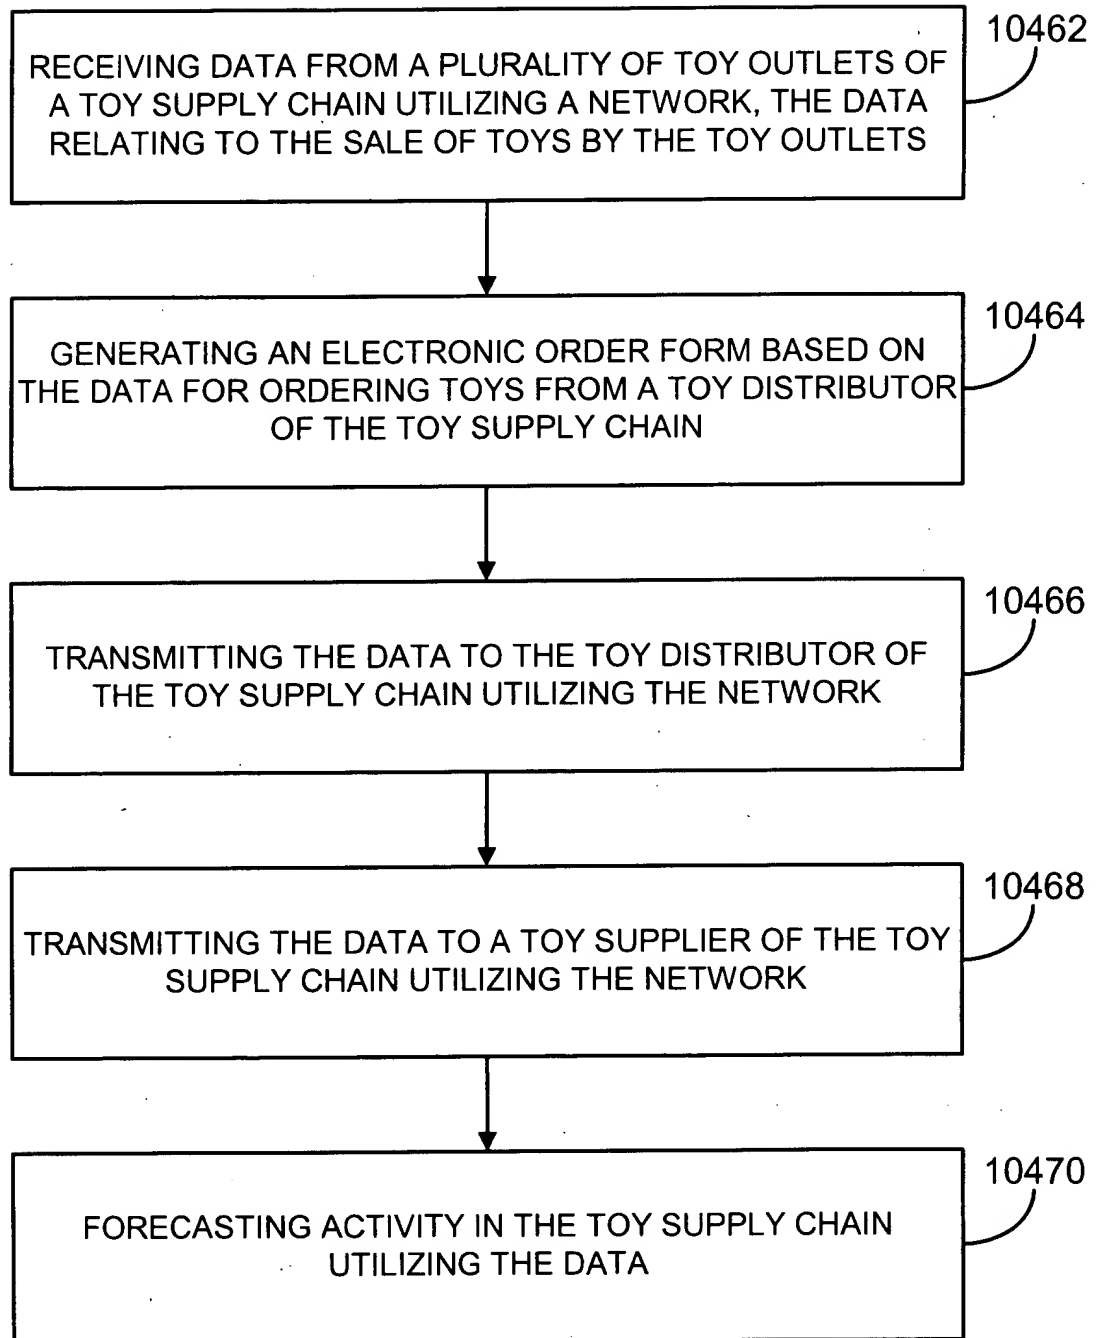 10462
RECEIVING DATA FROM A PLURALITY OF TOY OUTLETS OF
A TOY SUPPLY CHAIN UTILIZING A NETWORK, THE DATA
RELATING TO THE SALE OF TOYS BY THE TOY OUTLETS
10464
GENERATING AN ELECTRONIC ORDER FORM BASED ON
THE DATA FOR ORDERING TOYS FROM A TOY DISTRIBUTOR
OF THE TOY SUPPLY CHAIN
10466
TRANSMITTING THE DATA TO THE TOY DISTRIBUTOR OF
THE TOY SUPPLY CHAIN UTILIZING THE NETWORK
10468
TRANSMITTING THE DATA TO A TOY SUPPLIER OF THE TOY
SUPPLY CHAIN UTILIZING THE NETWORK
10470
FORECASTING ACTIVITY IN THE TOY SUPPLY CHAIN
UTILIZING THE DATA